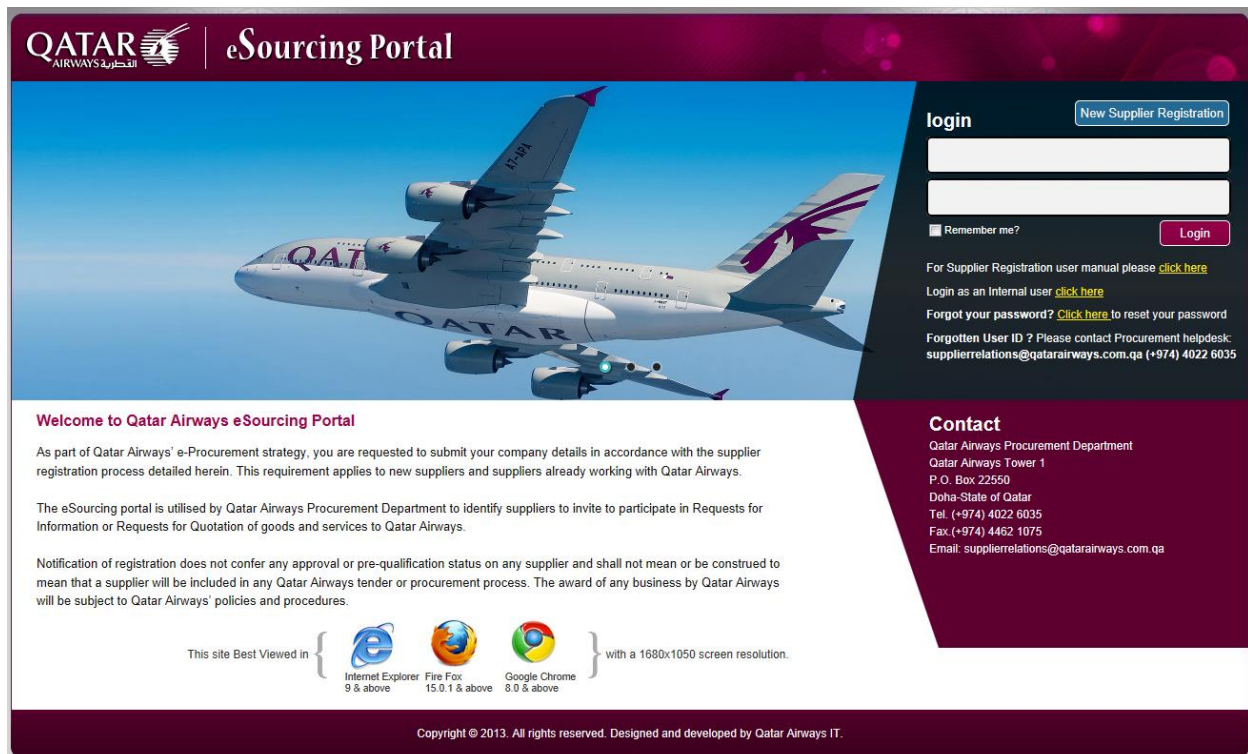 QATAR
AIRWAYS القطرية
eSourcing Portal
A7-APA
QAT
QATAR
login
New Supplier Registration
Remember me?
Login
For Supplier Registration user manual please click here
Login as an Internal user click here
Forgot your password? Click here to reset your password
Forgotten User ID ? Please contact Procurement helpdesk:
supplierrelations@qatarairways.com.qa (+974) 4022 6035
Welcome to Qatar Airways eSourcing Portal
As part of Qatar Airways' e-Procurement strategy, you are requested to submit your company details in accordance with the supplier
registration process detailed herein. This requirement applies to new suppliers and suppliers already working with Qatar Airways.
The eSourcing portal is utilised by Qatar Airways Procurement Department to identify suppliers to invite to participate in Requests for
Information or Requests for Quotation of goods and services to Qatar Airways.
Notification of registration does not confer any approval or pre-qualification status on any supplier and shall not mean or be construed to
mean that a supplier will be included in any Qatar Airways tender or procurement process. The award of any business by Qatar Airways
will be subject to Qatar Airways' policies and procedures.
This site Best Viewed in
Internet Explorer
9 & above
Fire Fox
15.0.1 & above
Google Chrome
8.0 & above
with a 1680x1050 screen resolution.
Contact
Qatar Airways Procurement Department
Qatar Airways Tower 1
P.O. Box 22550
Doha-State of Qatar
Tel. (+974) 4022 6035
Fax.(+974) 4462 1075
Email: supplierrelations@qatarairways.com.qa
Copyright © 2013. All rights reserved. Designed and developed by Qatar Airways IT.